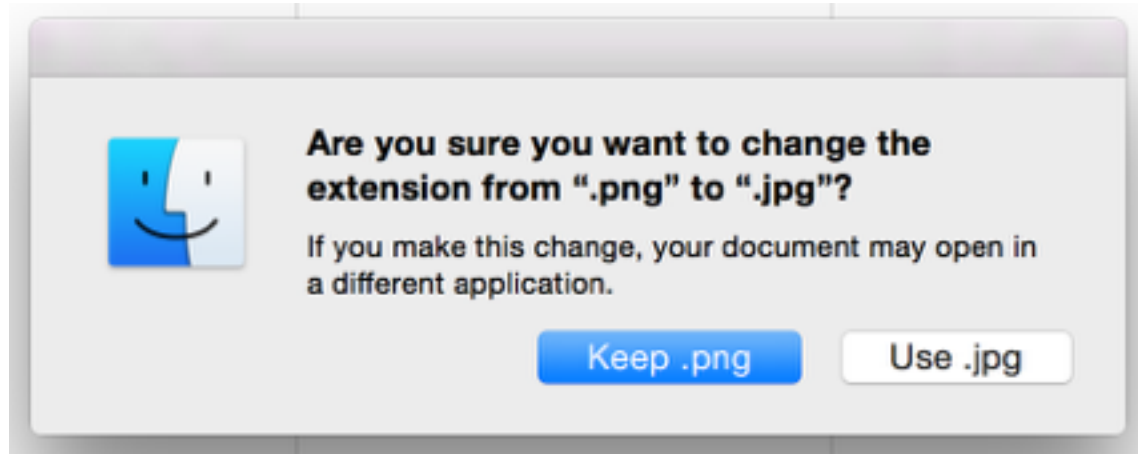 Are you sure you want to change the
extension from “.png” to “.jpg”?
If you make this change, your document may open in
a different application.
Keep .png
Use .jpg